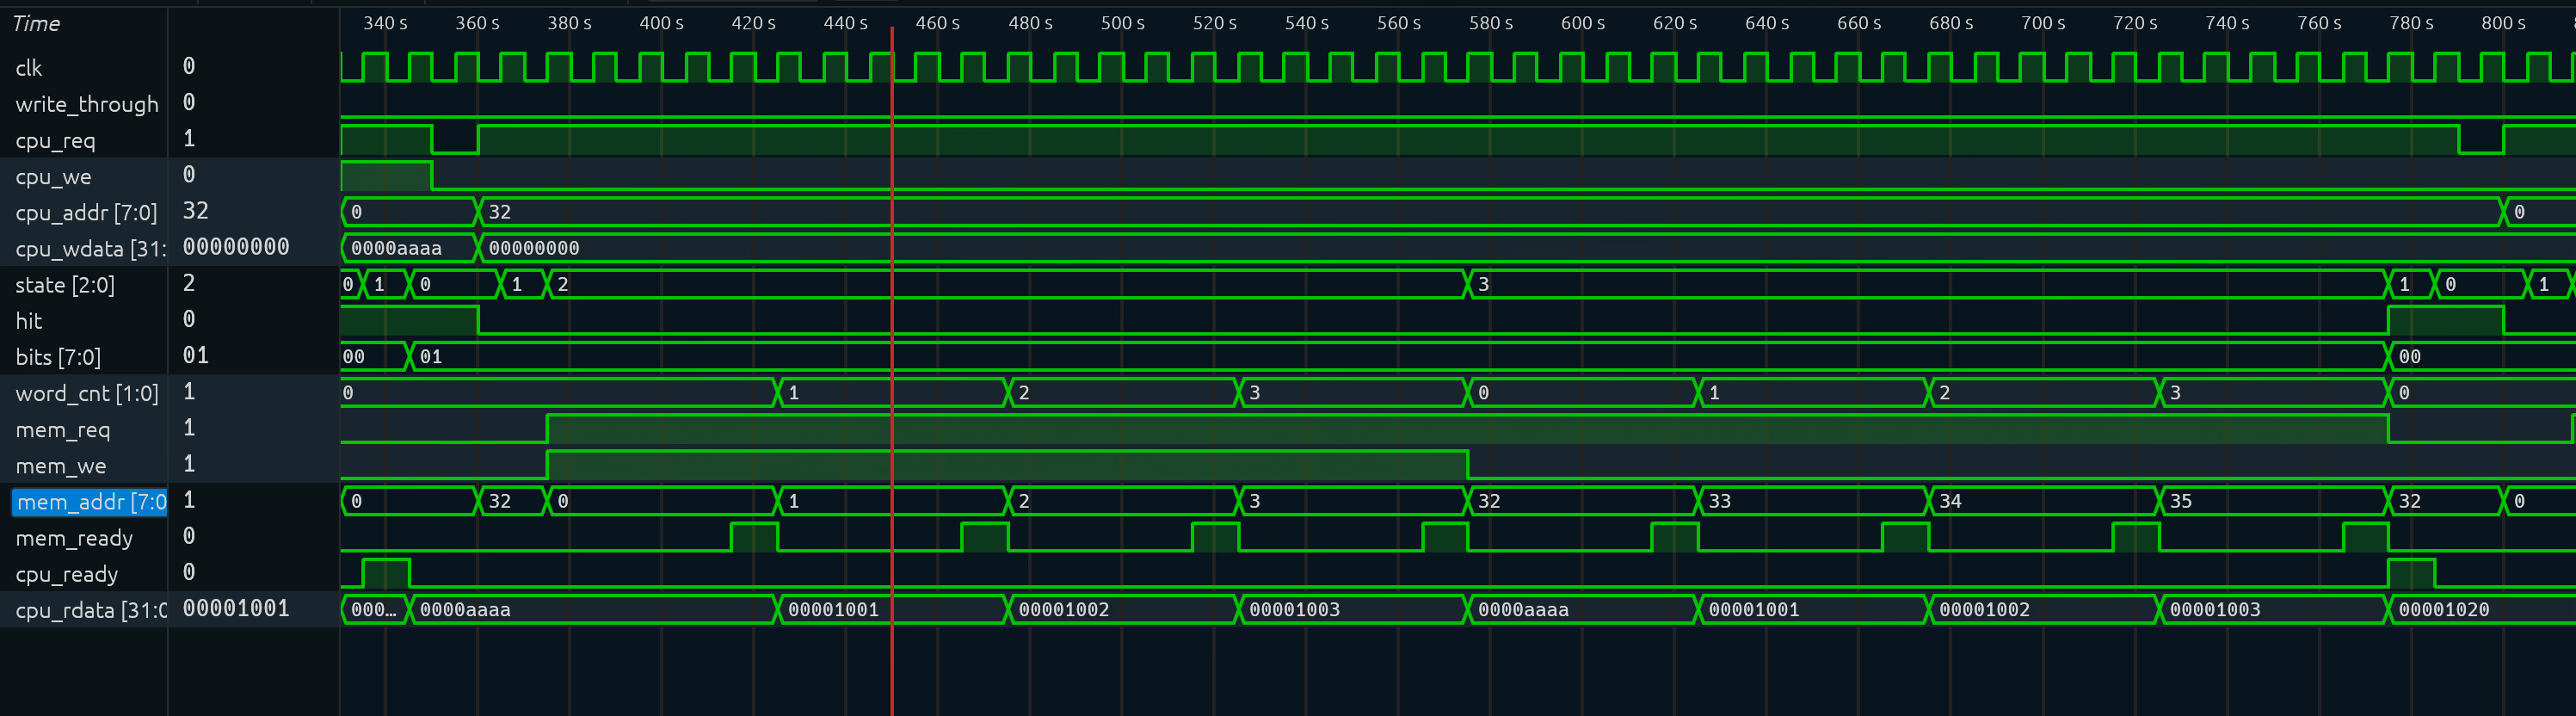 Time 340 s 360 s 380 s 400 s 420 s 440 s 460 s 480 s 500 s 520 s 540 s 560 s 580 s 600 s 620 s 640 s 660 s 680 s 700 s 720 s 740 s 760 s 780 s 800 s
clk 0
write_through 0
cpu_req 1
cpu_we 0
cpu_addr [7:0] 32 0 32 0
cpu_wdata [31: 00000000 0000aaaa 00000000
state [2:0] 2 0 1 0 1 2 3 1 0 1
hit 0
bits [7:0] 01 00 01 00
word_cnt [1:0] 1 0 1 2 3 0 1 2 3 0
mem_req 1
mem_we 1
mem_addr [7:0 1 0 32 0 1 2 3 32 33 34 35 32 0
mem_ready 0
cpu_ready 0
cpu_rdata [31:0 00001001 000… 0000aaaa 00001001 00001002 00001003 0000aaaa 00001001 00001002 00001003 00001020